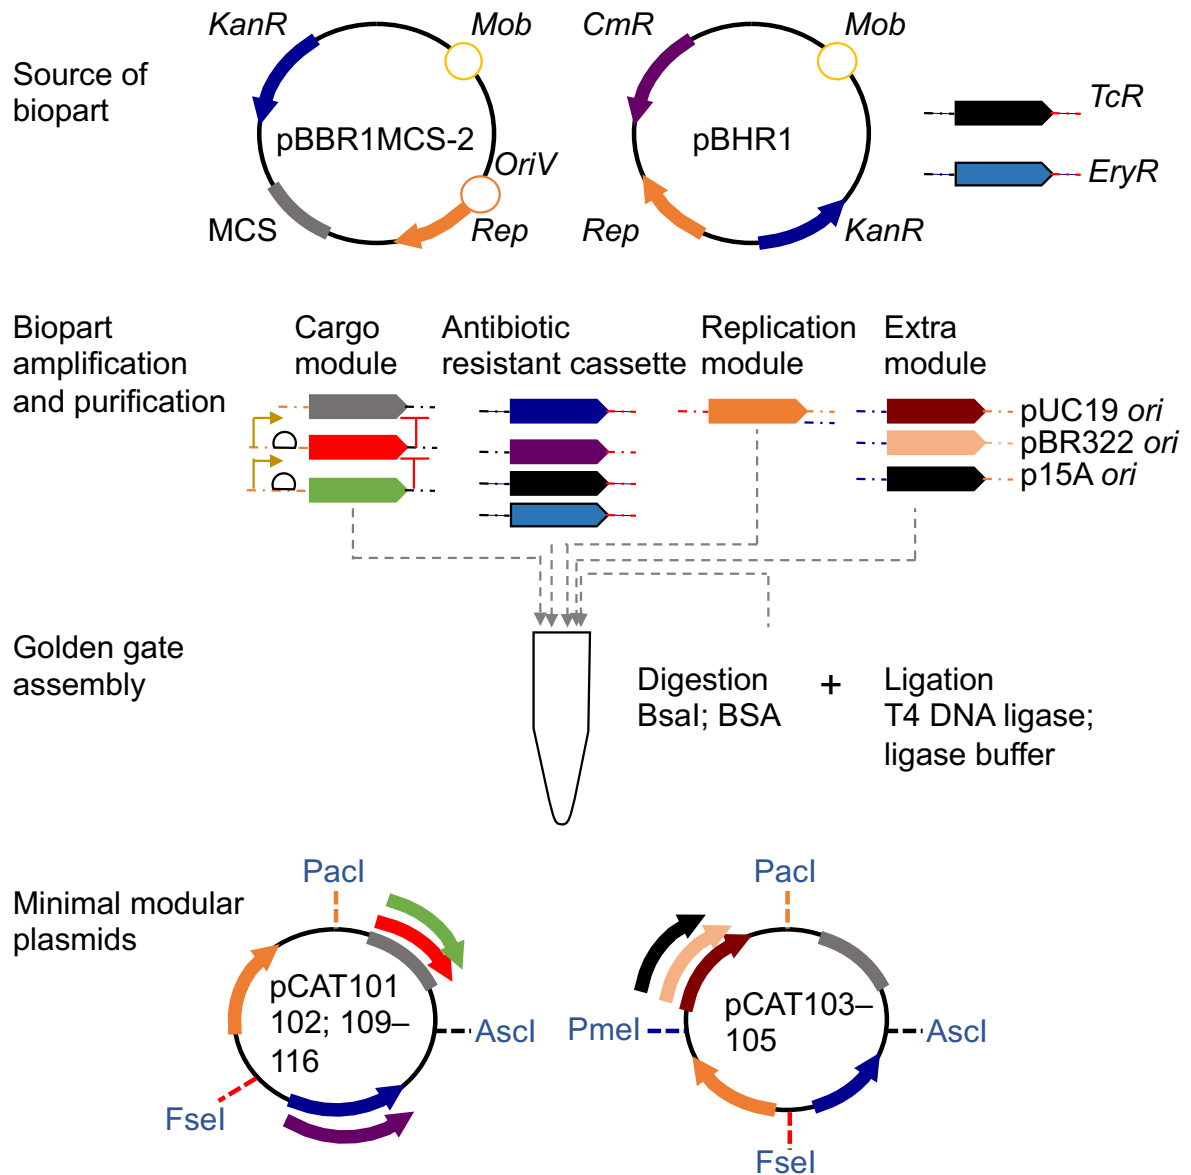 Source of
biopart
KanR
Mob
pBBR1MCS-2
OriV
MCS
Rep
CmR
Mob
pBHR1
Rep
KanR
TcR
EryR
Biopart
amplification
and purification
Cargo
module
Antibiotic
resistant cassette
Replication
module
Extra
module
pUC19 ori
pBR322 ori
p15A ori
Golden gate
assembly
Digestion
BsaI; BSA
+
Ligation
T4 DNA ligase;
ligase buffer
Minimal modular
plasmids
PacI
pCAT101
102; 109–
116
AscI
FseI
PacI
pCAT103–
105
PmeI
AscI
FseI